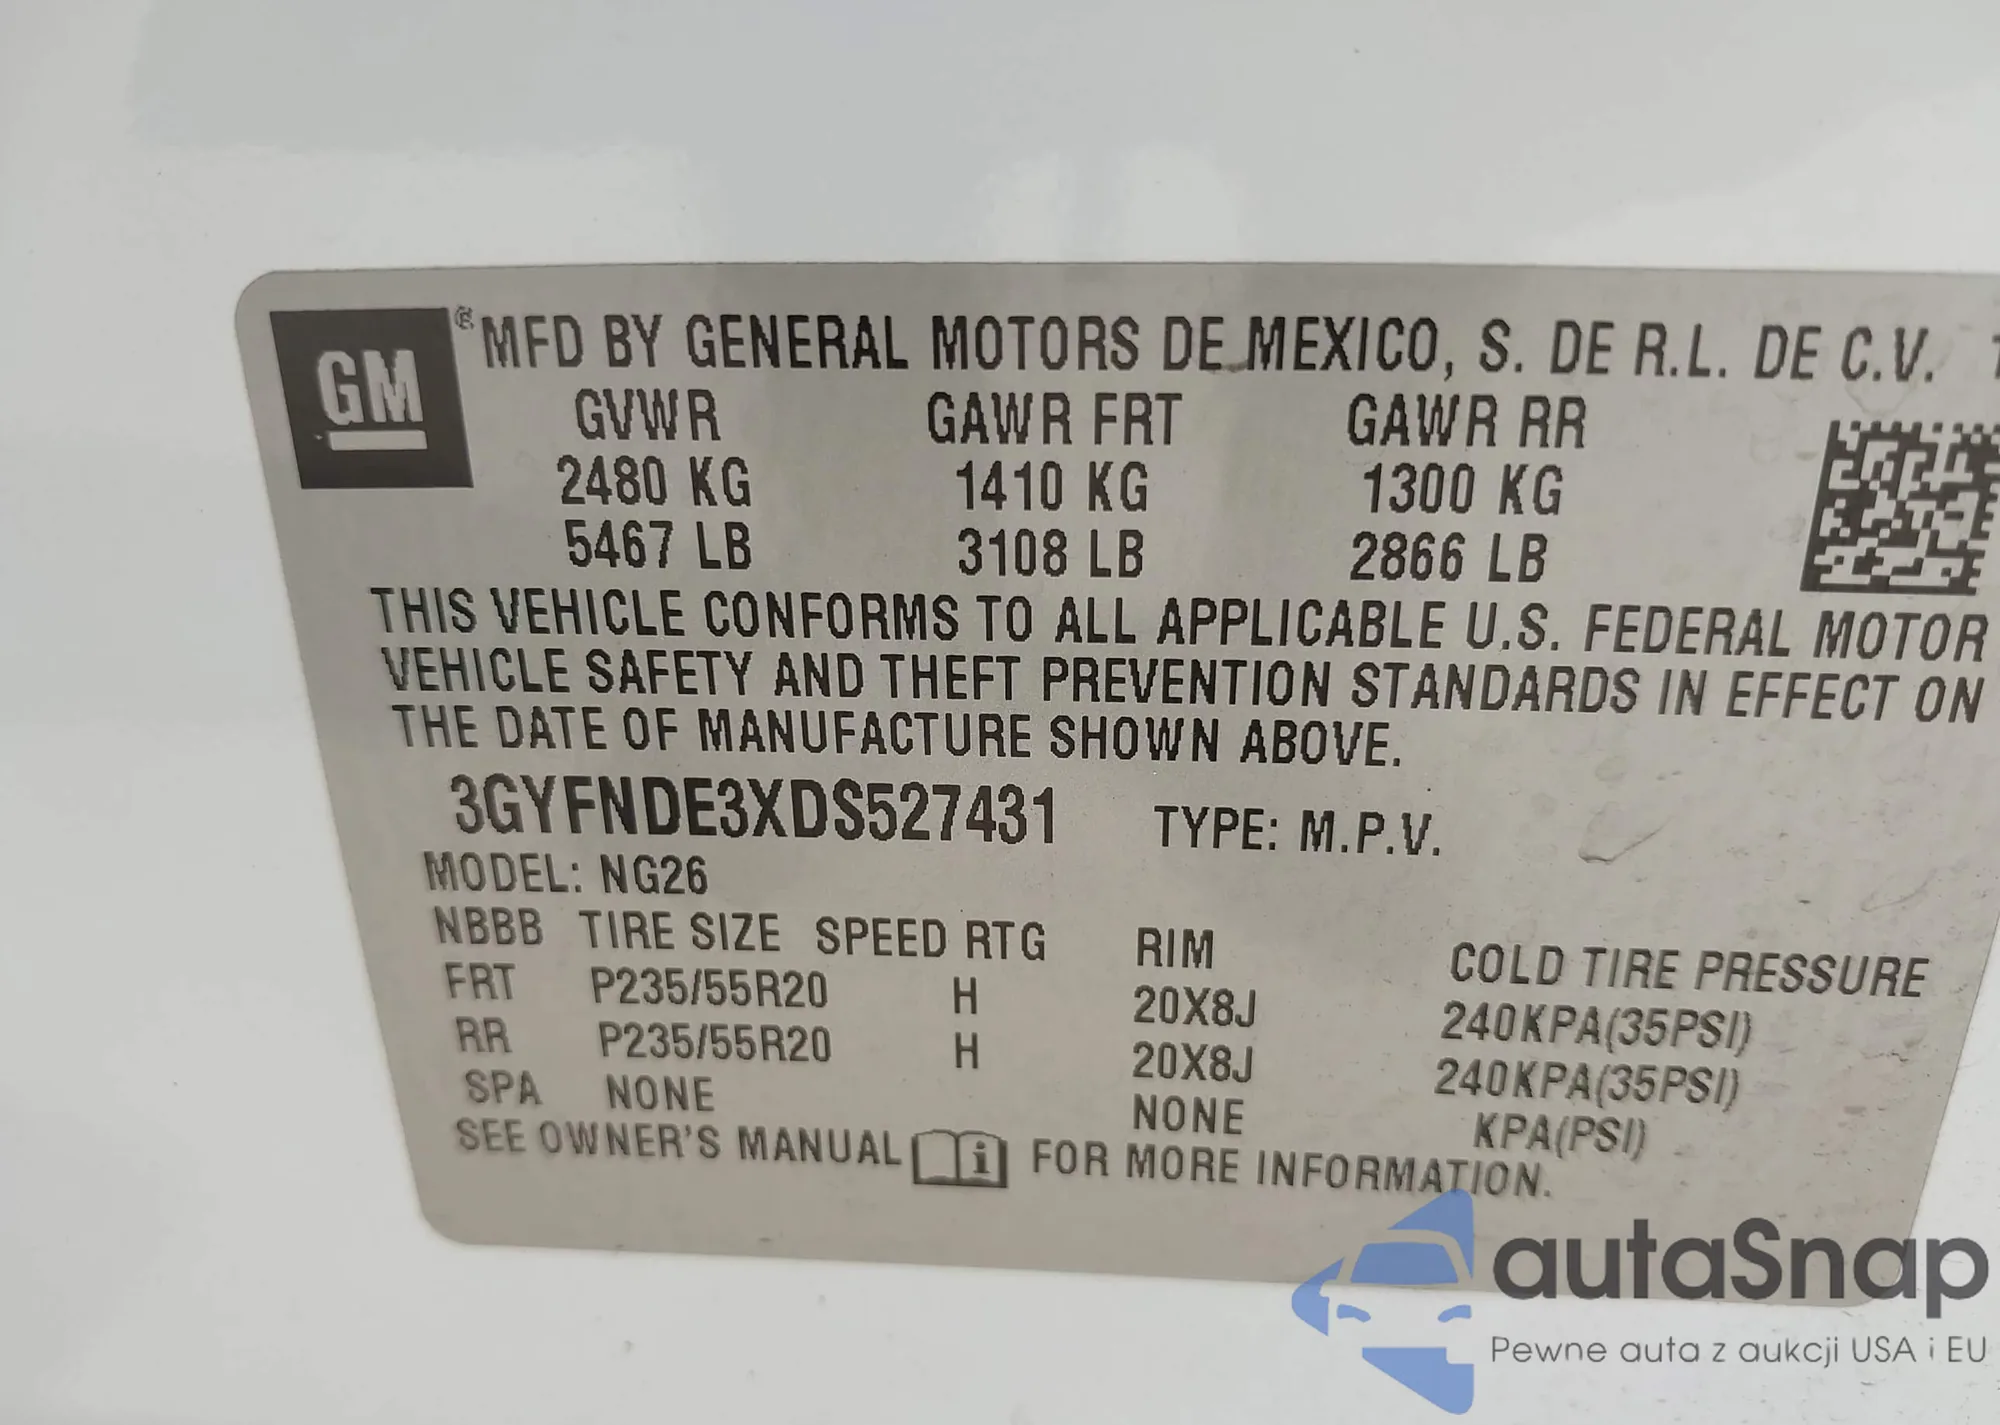 GM ® MFD BY GENERAL MOTORS DE MEXICO, S. DE R.L. DE C.V.
GVWR GAWR FRT GAWR RR
2480 KG 1410 KG 1300 KG
5467 LB 3108 LB 2866 LB
THIS VEHICLE CONFORMS TO ALL APPLICABLE U.S. FEDERAL MOTOR
VEHICLE SAFETY AND THEFT PREVENTION STANDARDS IN EFFECT ON
THE DATE OF MANUFACTURE SHOWN ABOVE.
3GYFNDE3XDS527431 TYPE: M.P.V.
MODEL: NG26
NBBB TIRE SIZE SPEED RTG RIM COLD TIRE PRESSURE
FRT P235/55R20 H 20X8J 240KPA(35PSI)
RR P235/55R20 H 20X8J 240KPA(35PSI)
SPA NONE NONE KPA(PSI)
SEE OWNER'S MANUAL i FOR MORE INFORMATION.
autaSnap
Pewne auta z aukcji USA i EU